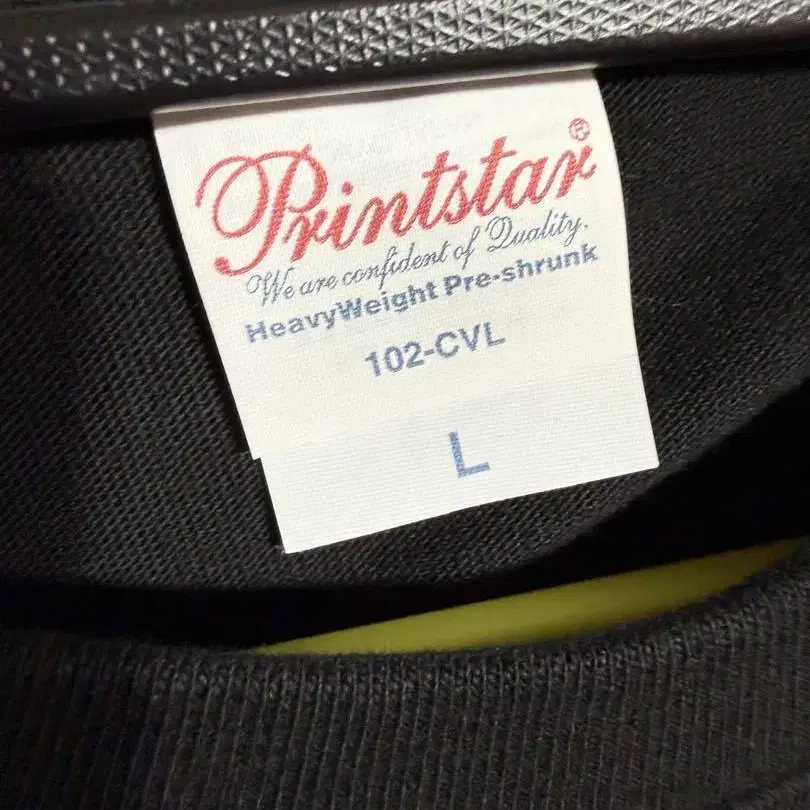 Printstar®
We are confident of Quality.
HeavyWeight Pre-shrunk
102-CVL
L